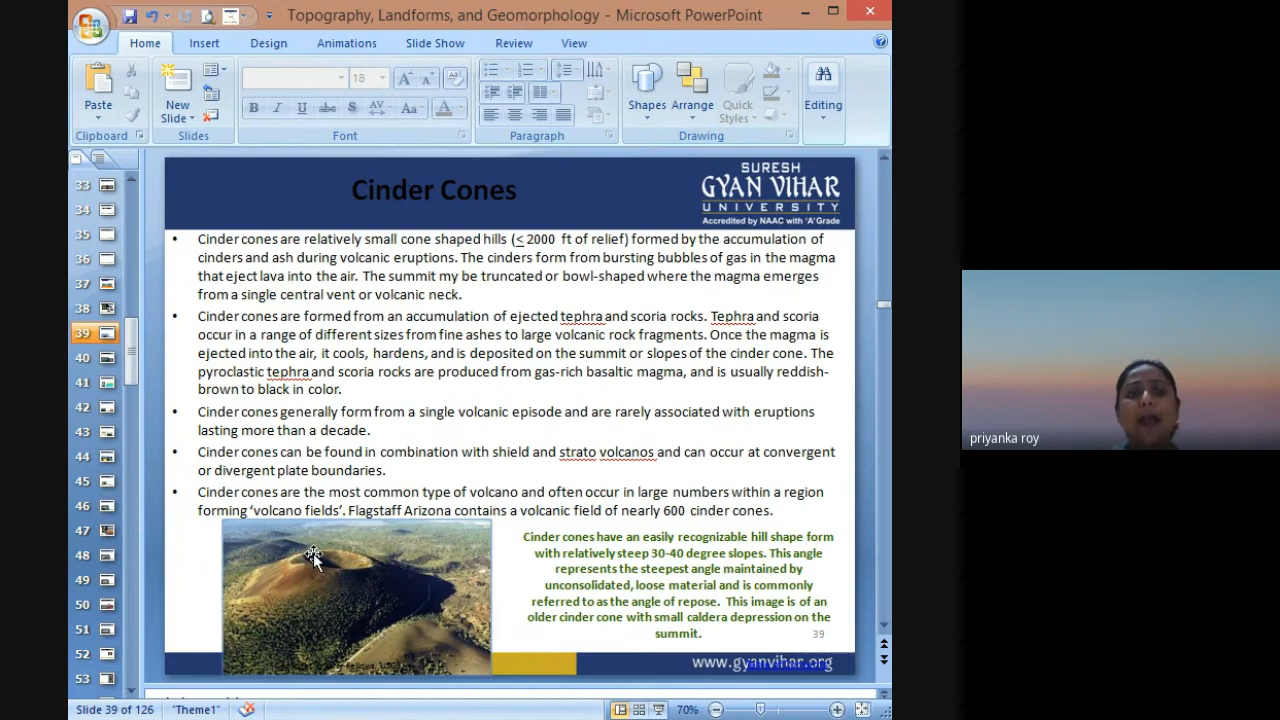 Topography, Landforms, and Geomorphology - Microsoft PowerPoint
Home Insert Design Animations Slide Show Review View
Paste
New
Slide
18
B I U abc S AV Aa A
Shapes Arrange Quick
Styles
Editing
Clipboard Slides Font Paragraph Drawing
33
34
35
36
37
38
39
40
41
42
43
44
45
46
47
48
49
50
51
52
53
Cinder Cones
SURESH
GYAN VIHAR
UNIVERSITY
Accredited by NAAC with 'A' Grade
• Cinder cones are relatively small cone shaped hills (< 2000 ft of relief) formed by the accumulation of
cinders and ash during volcanic eruptions. The cinders form from bursting bubbles of gas in the magma
that eject lava into the air. The summit my be truncated or bowl-shaped where the magma emerges
from a single central vent or volcanic neck.
• Cinder cones are formed from an accumulation of ejected tephra and scoria rocks. Tephra and scoria
occur in a range of different sizes from fine ashes to large volcanic rock fragments. Once the magma is
ejected into the air, it cools, hardens, and is deposited on the summit or slopes of the cinder cone. The
pyroclastic tephra and scoria rocks are produced from gas-rich basaltic magma, and is usually reddish-
brown to black in color.
• Cinder cones generally form from a single volcanic episode and are rarely associated with eruptions
lasting more than a decade.
• Cinder cones can be found in combination with shield and strato volcanos and can occur at convergent
or divergent plate boundaries.
• Cinder cones are the most common type of volcano and often occur in large numbers within a region
forming 'volcano fields'. Flagstaff Arizona contains a volcanic field of nearly 600 cinder cones.
Cinder cones have an easily recognizable hill shape form
with relatively steep 30-40 degree slopes. This angle
represents the steepest angle maintained by
unconsolidated, loose material and is commonly
referred to as the angle of repose. This image is of an
older cinder cone with small caldera depression on the
summit.
39
www.gyanvihar.org
Slide 39 of 126 "Theme1" 70%
priyanka roy